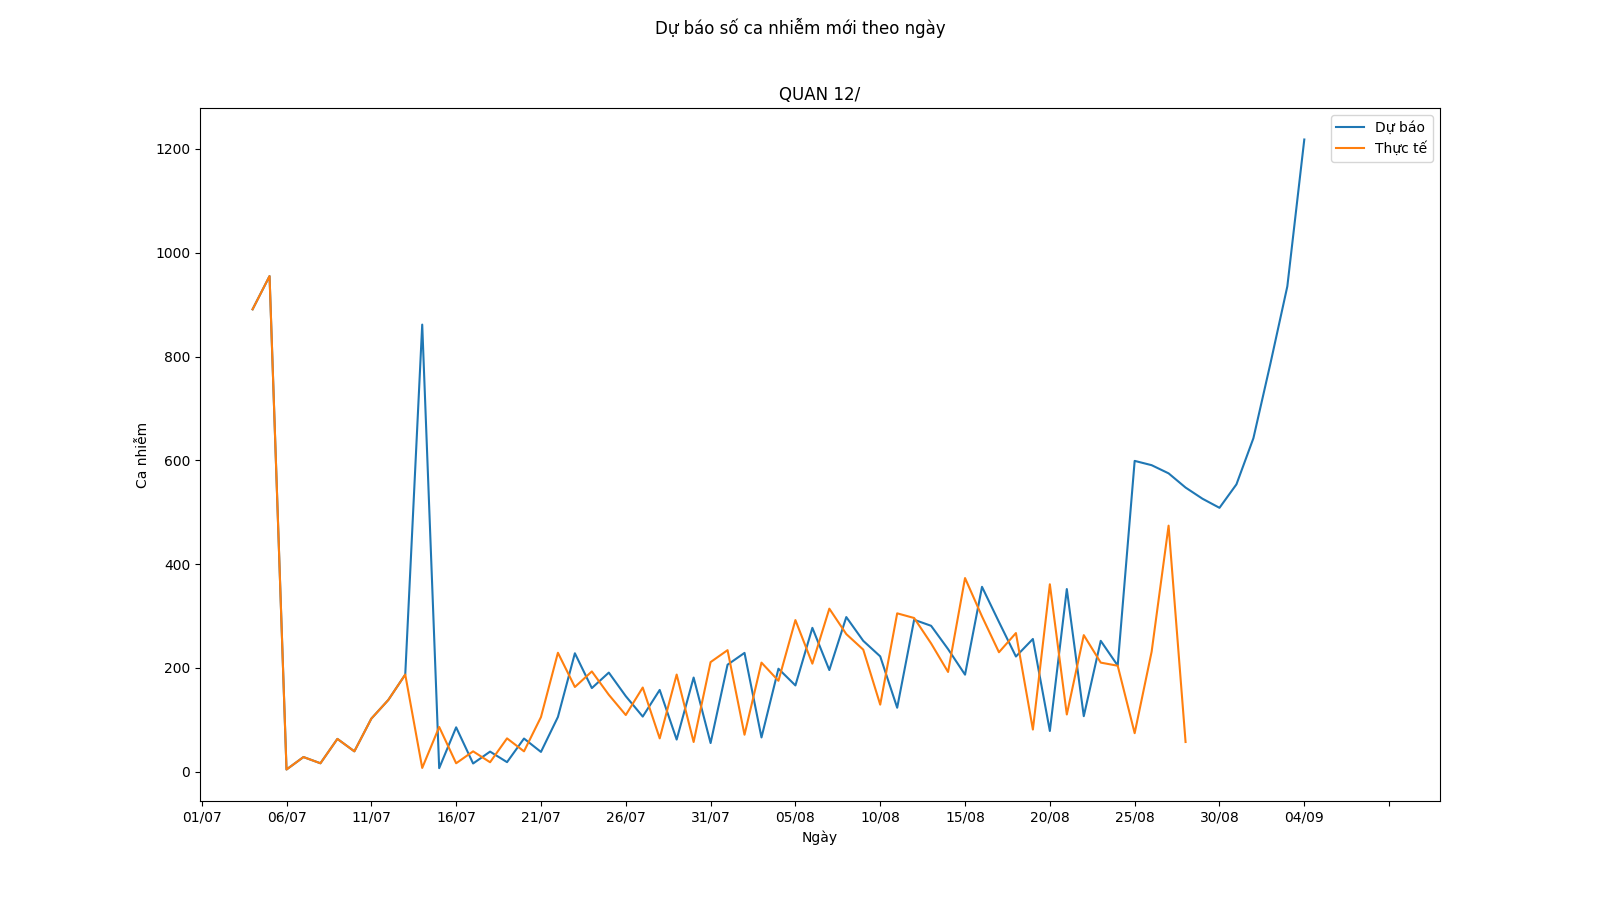 Dự báo số ca nhiễm mới theo ngày
QUAN 12/
Dự báo
Thực tế
1200
1000
800
600
400
200
0
Ca nhiễm
01/07 06/07 11/07 16/07 21/07 26/07 31/07 05/08 10/08 15/08 20/08 25/08 30/08 04/09
Ngày